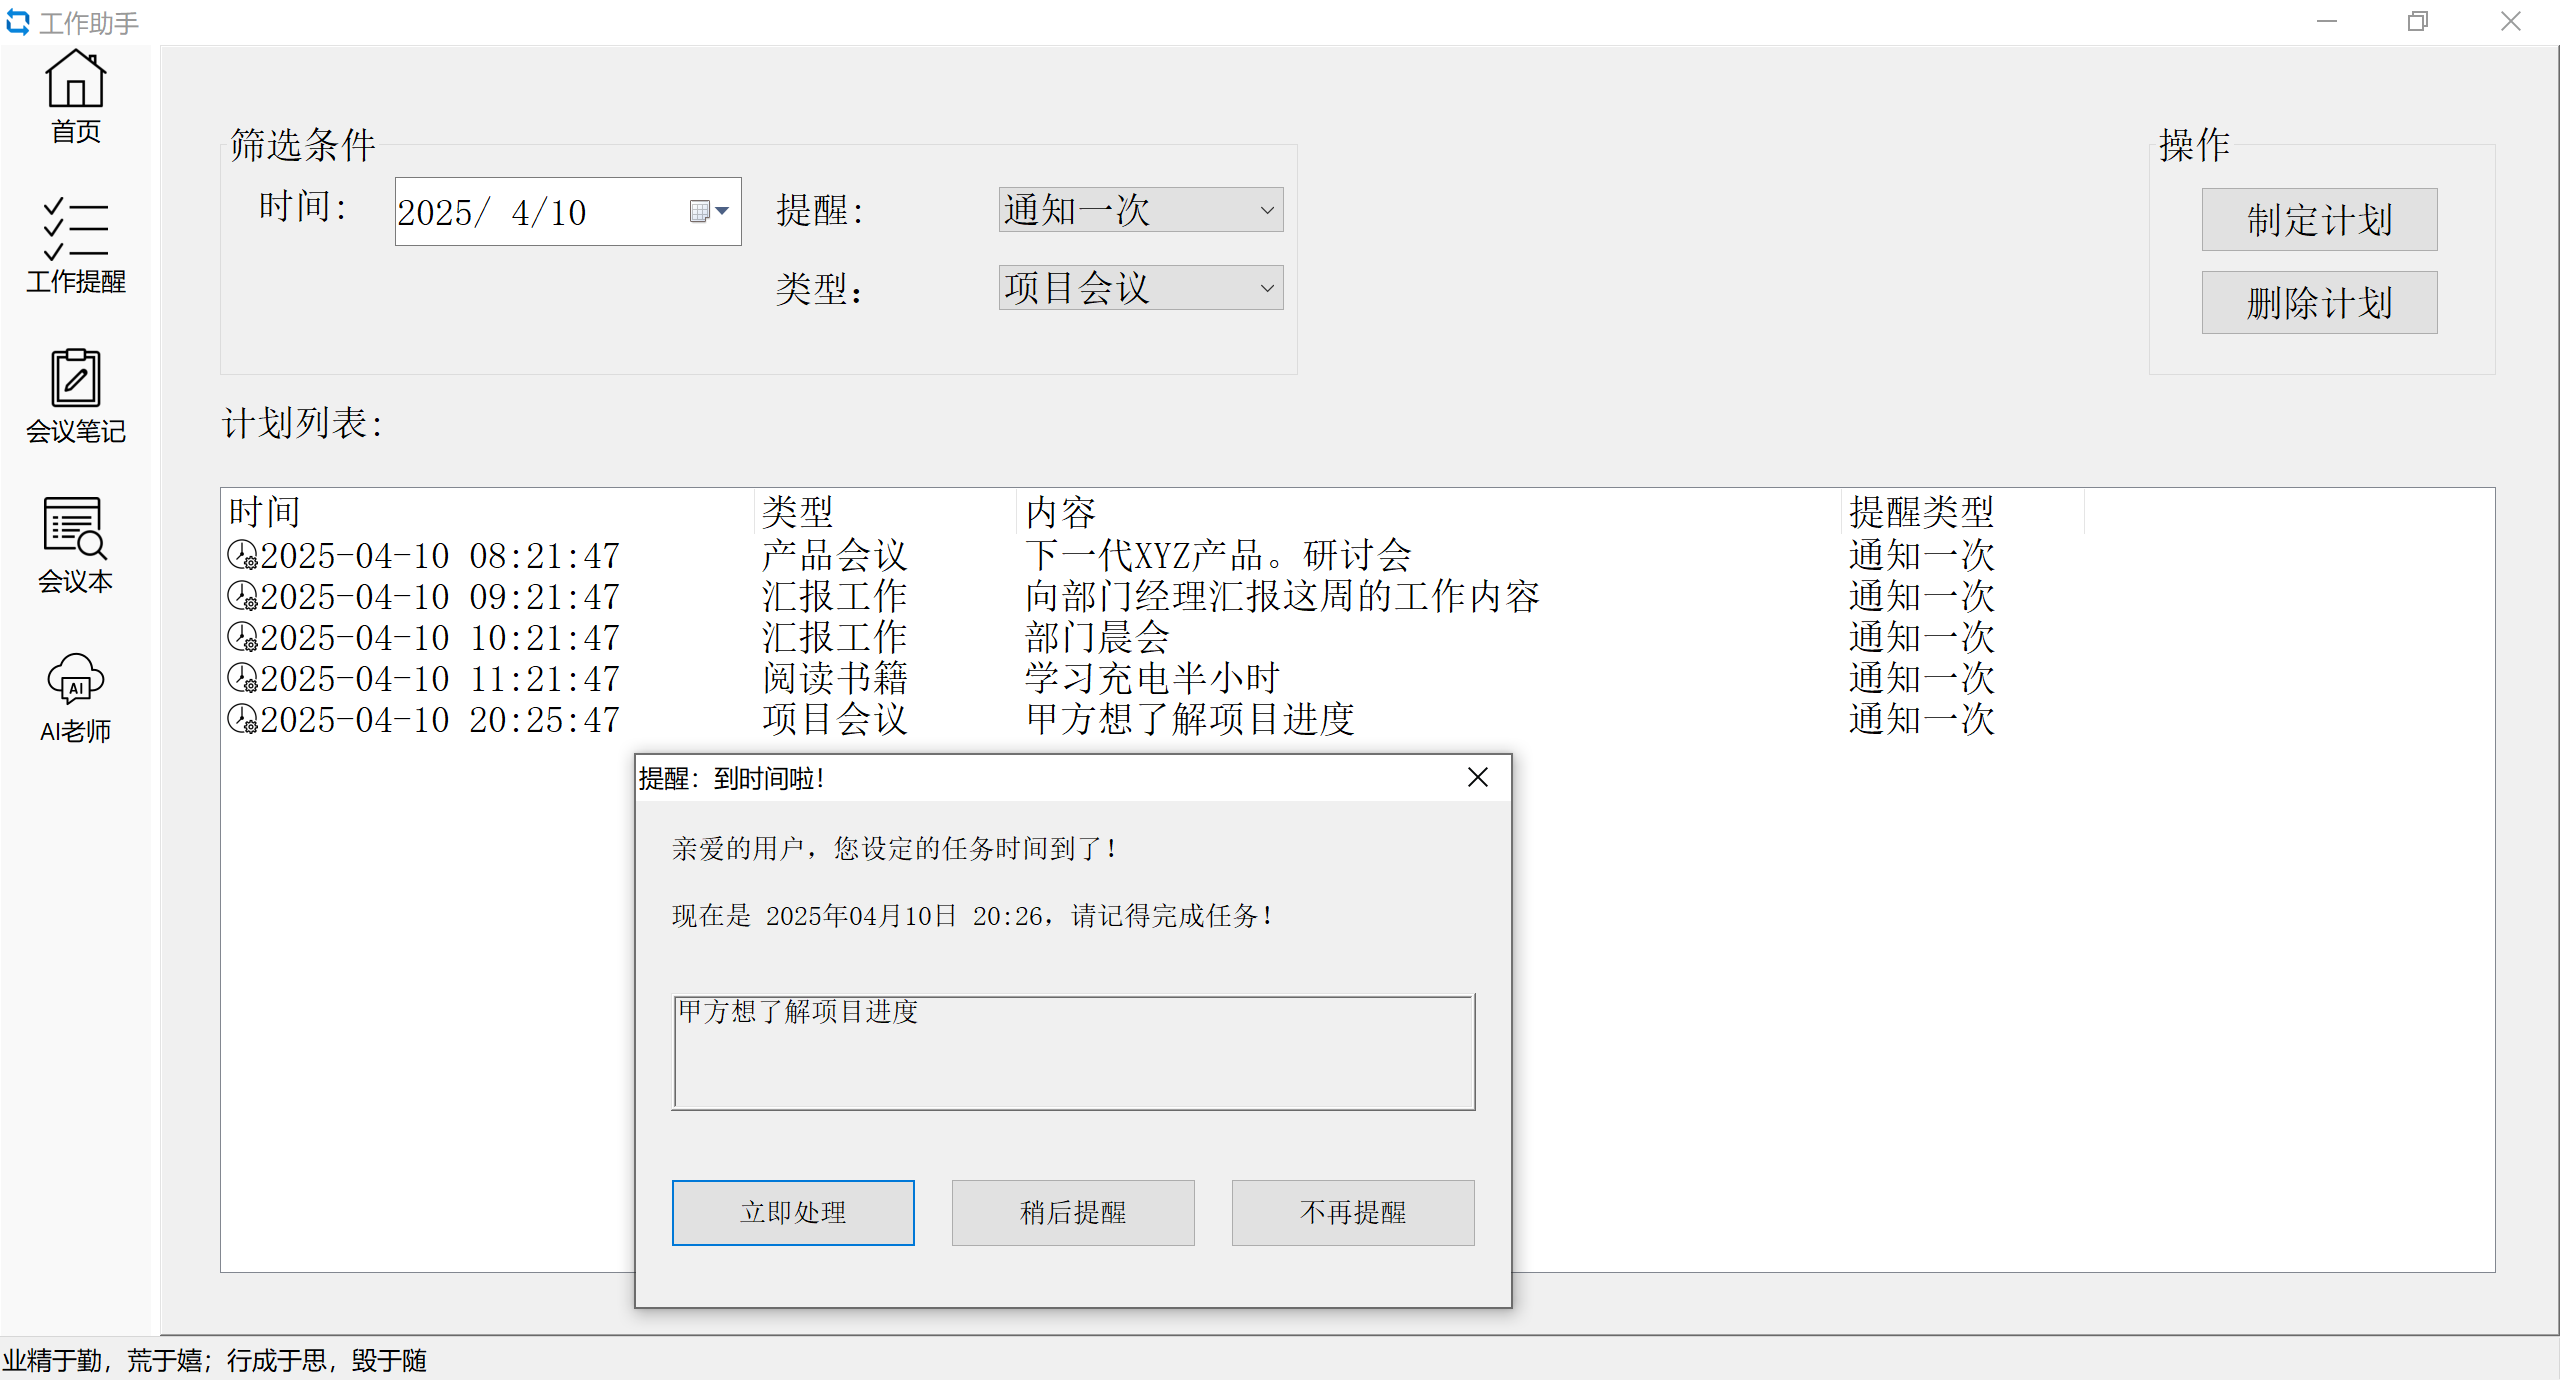 工作助手
首页
工作提醒
会议笔记
会议本
AI
AI老师
筛选条件
时间：
2025/ 4/10
提醒：
通知一次
类型：
项目会议
操作
制定计划
删除计划
计划列表：
时间 类型 内容 提醒类型
2025-04-10 08:21:47 产品会议 下一代XYZ产品。研讨会 通知一次
2025-04-10 09:21:47 汇报工作 向部门经理汇报这周的工作内容 通知一次
2025-04-10 10:21:47 汇报工作 部门晨会 通知一次
2025-04-10 11:21:47 阅读书籍 学习充电半小时 通知一次
2025-04-10 20:25:47 项目会议 甲方想了解项目进度 通知一次
提醒：到时间啦！
亲爱的用户，您设定的任务时间到了！
现在是 2025年04月10日 20:26，请记得完成任务！
甲方想了解项目进度
立即处理 稍后提醒 不再提醒
业精于勤，荒于嬉；行成于思，毁于随